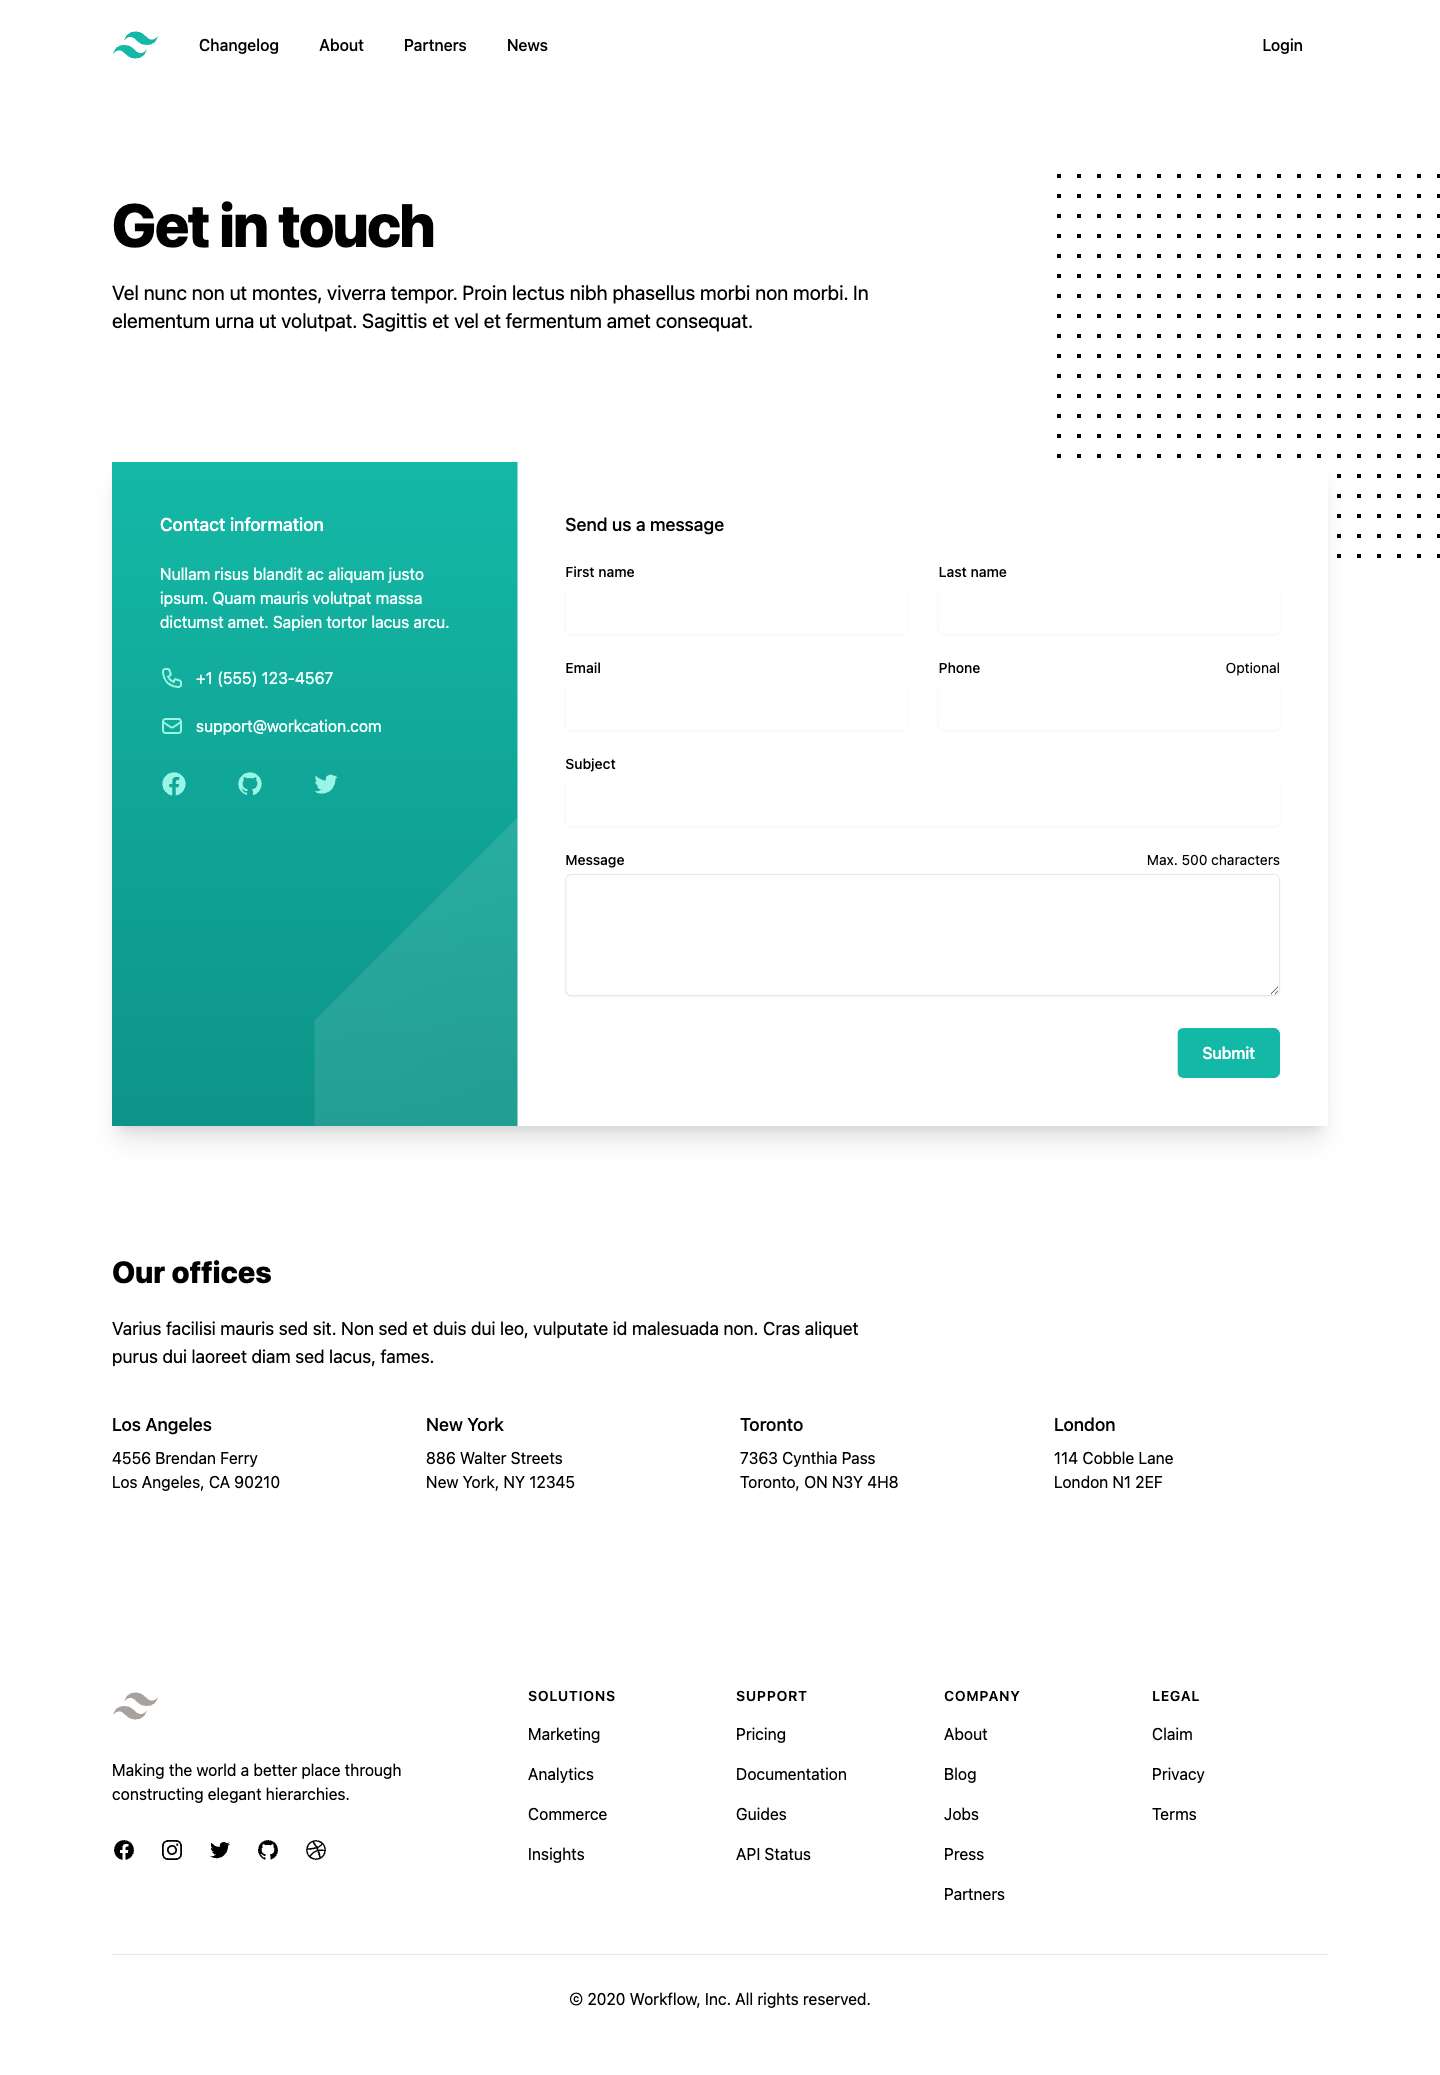 Changelog About Partners News Login
Get in touch
Vel nunc non ut montes, viverra tempor. Proin lectus nibh phasellus morbi non morbi. In
elementum urna ut volutpat. Sagittis et vel et fermentum amet consequat.
Contact information
Nullam risus blandit ac aliquam justo
ipsum. Quam mauris volutpat massa
dictumst amet. Sapien tortor lacus arcu.
+1 (555) 123-4567
support@workcation.com
Send us a message
First name
Last name
Email
Phone Optional
Subject
Message Max. 500 characters
Submit
Our offices
Varius facilisi mauris sed sit. Non sed et duis dui leo, vulputate id malesuada non. Cras aliquet
purus dui laoreet diam sed lacus, fames.
Los Angeles
4556 Brendan Ferry
Los Angeles, CA 90210
New York
886 Walter Streets
New York, NY 12345
Toronto
7363 Cynthia Pass
Toronto, ON N3Y 4H8
London
114 Cobble Lane
London N1 2EF
Making the world a better place through
constructing elegant hierarchies.
SOLUTIONS
Marketing
Analytics
Commerce
Insights
SUPPORT
Pricing
Documentation
Guides
API Status
COMPANY
About
Blog
Jobs
Press
Partners
LEGAL
Claim
Privacy
Terms
© 2020 Workflow, Inc. All rights reserved.